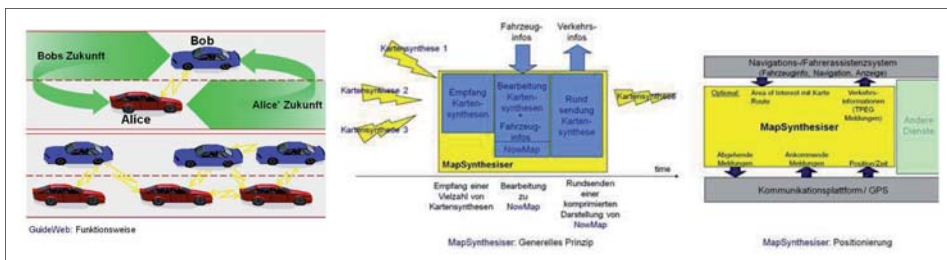 Bob
Bobs Zukunft
Alice
Alice' Zukunft
GuideWeb: Funktionsweise
Fahrzeug-
infos
Verkehrs-
infos
Kartensynthese 1
Kartensynthese 2
Kartensynthese 3
Empfang
Karten-
synthesen
Bearbeitung
Karten-
synthesen
+
Fahrzeug-
infos
NowMap
Rund
sendung
Karten-
synthese
Kartensynthese
MapSynthesiser
time
Empfang einer
Vielzahl von
Kartensynthesen
Bearbeitung
zu
NowMap
Rundsenden
einer
komprimierten
Darstellung von
NowMap
MapSynthesiser: Generelles Prinzip
Navigations-/Fahrerassistenzsystem
(Fahrzeuginfo, Navigation, Anzeige)
Optional: Area of Interest mit Karte
/Route
Verkehrs-
informationen
(TPEG
Meldungen)
MapSynthesiser
Andere
Dienste
Abgehende
Meldungen
Ankommende
Meldungen
Position/Zeit
Kommunikationsplattform / GPS
MapSynthesiser: Positionierung